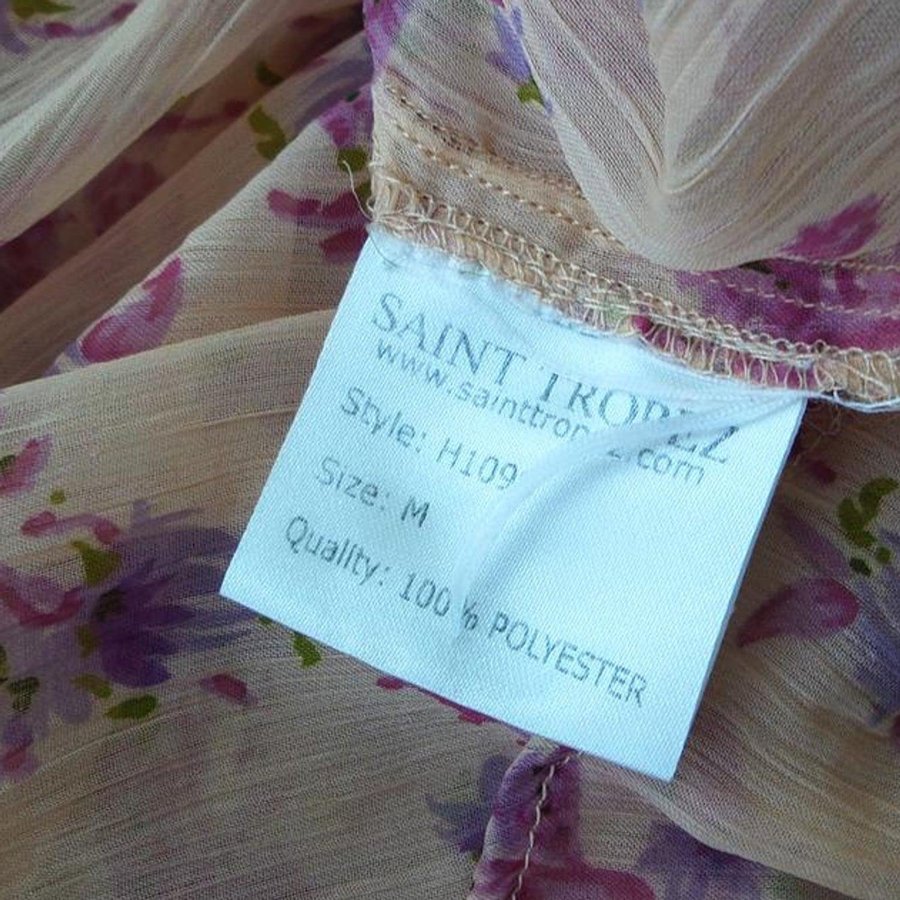 SAINT TROPEZ
www.sainttropez.com
Style: H109
Size: M
Quality: 100 % POLYESTER